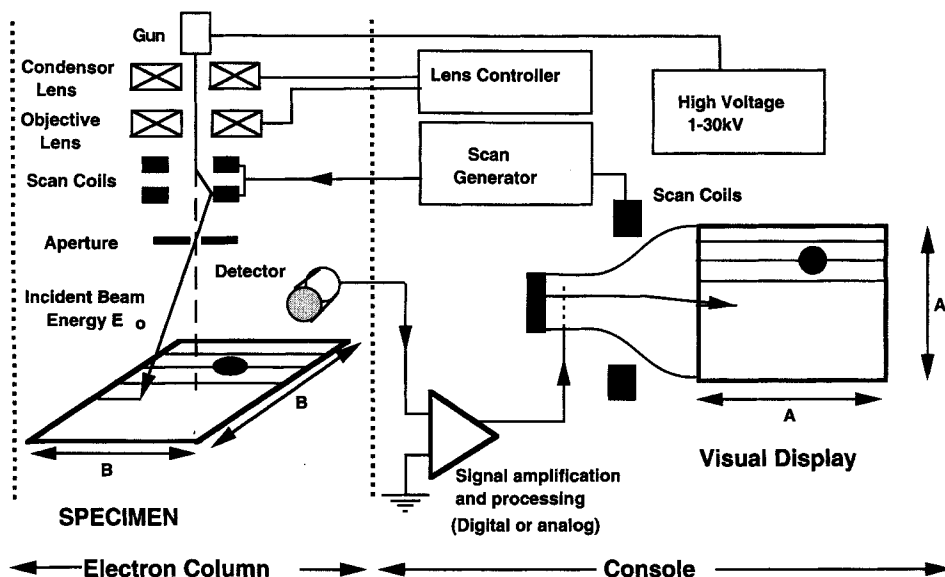 Gun
Condensor
Lens
Lens Controller
High Voltage
1-30kV
Objective
Lens
Scan Coils
Scan
Generator
Scan Coils
Aperture
Detector
Incident Beam
Energy E o
A
B
B
A
Visual Display
Signal amplification
and processing
(Digital or analog)
SPECIMEN
Electron Column
Console